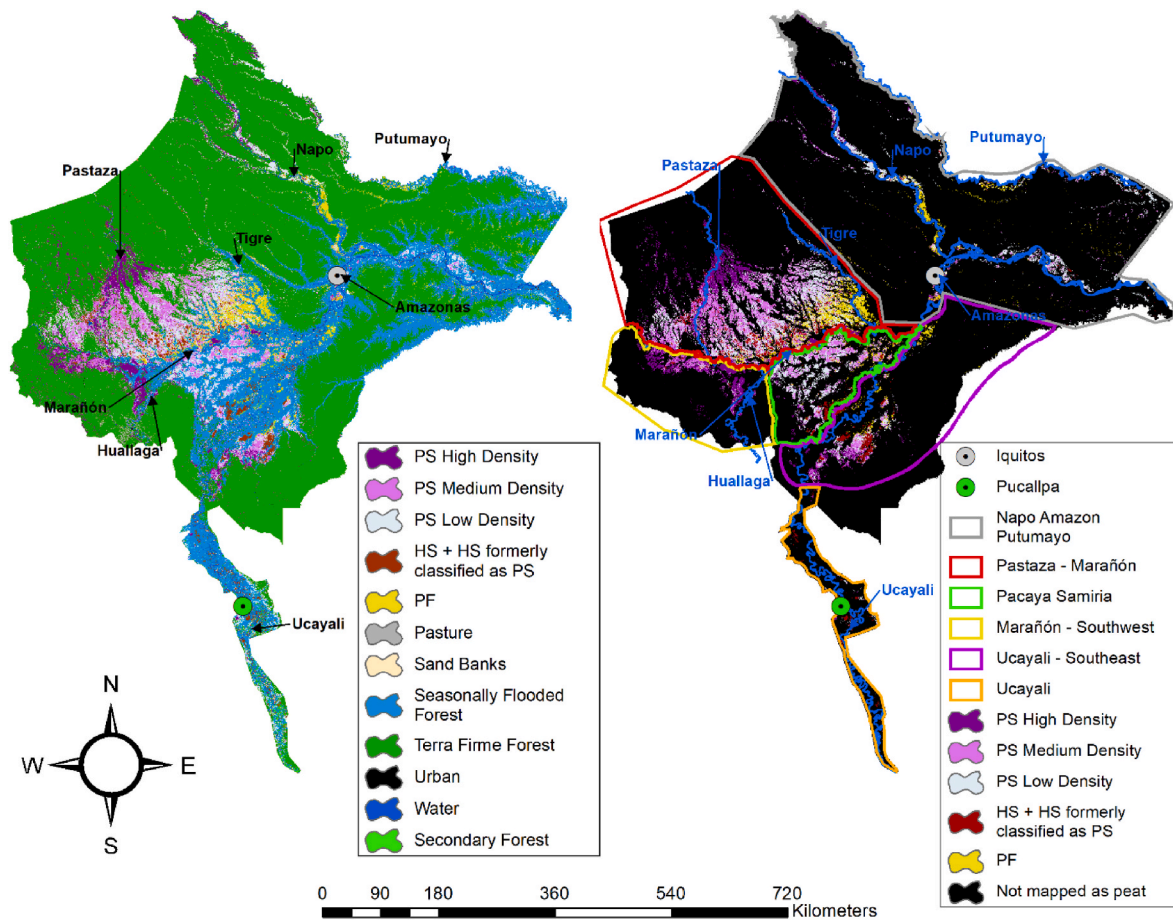 Putumayo
Napo
Pastaza
Tigre
Amazonas
Marañón
Huallaga
Ucayali
N
W
E
S
PS High Density
PS Medium Density
PS Low Density
HS + HS formerly
classified as PS
PF
Pasture
Sand Banks
Seasonally Flooded
Forest
Terra Firme Forest
Urban
Water
Secondary Forest
Putumayo
Napo
Pastaza
Tigre
Amazonas
Marañón
Huallaga
Ucayali
Iquitos
Pucallpa
Napo Amazon
Putumayo
Pastaza - Marañón
Pacaya Samiria
Marañón - Southwest
Ucayali - Southeast
Ucayali
PS High Density
PS Medium Density
PS Low Density
HS + HS formerly
classified as PS
PF
Not mapped as peat
0 90 180 360 540 720
Kilometers